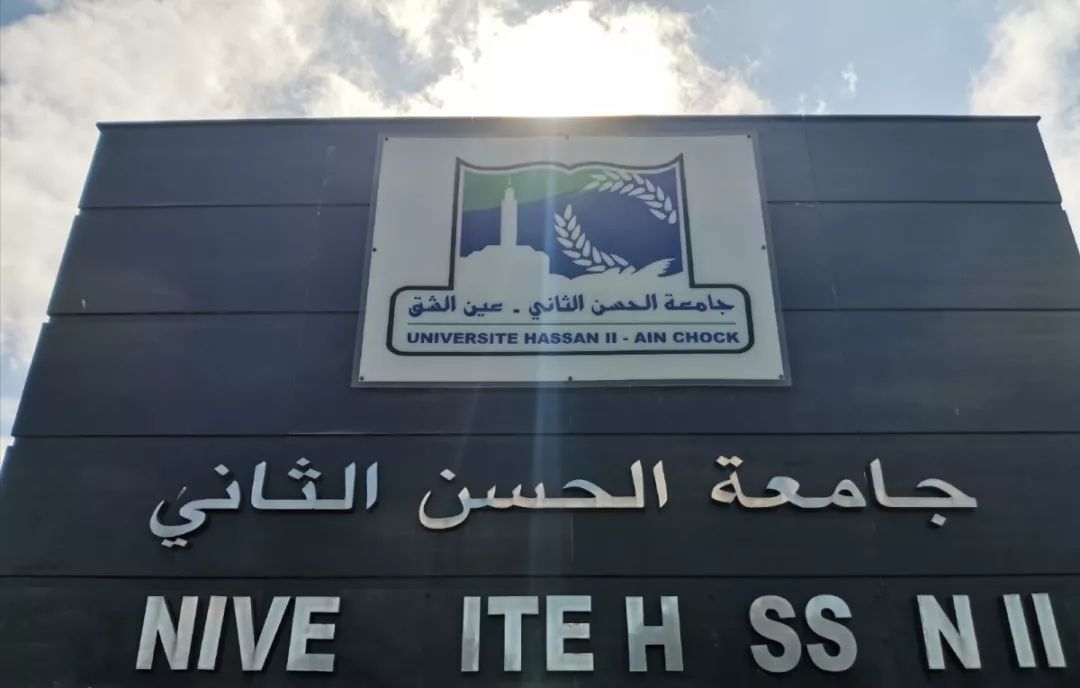 جامعة الحسن الثاني - عين الشق
UNIVERSITE HASSAN II - AIN CHOCK
جامعة الحسن الثاني
NIVE ITE H SS N II